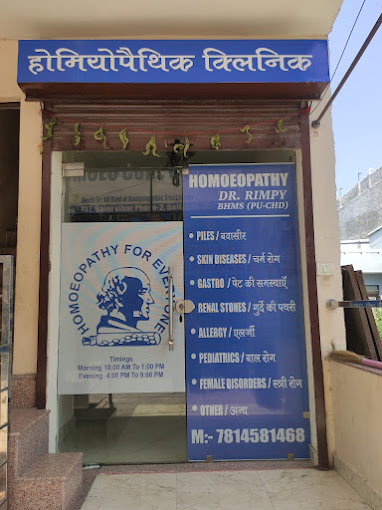 होमियोपैथिक क्लिनिक
HOMOEOPATHY
DR. RIMPY
BHMS (PU-CHD)
• PILES / बवासीर
• SKIN DISEASES / चर्म रोग
• GASTRO / पेट की समस्याएँ
• RENAL STONES / गुर्दे की पथरी
• ALLERGY / एलर्जी
• PEDIATRICS / बाल रोग
• FEMALE DISORDERS / स्त्री रोग
• OTHER / अन्य
M:- 7814581468
HOMOEOPATHY FOR EVERYONE
Timings
Morning 10:00 AM To 1:00 PM
Evening 4:00 PM To 9:00 PM